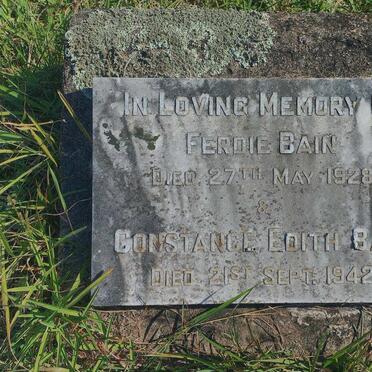 IN LOVING MEMORY
FERDIE BAIN
DIED 27TH MAY 1928
&
CONSTANCE EDITH BA
DIED 21ST SEPT. 1942